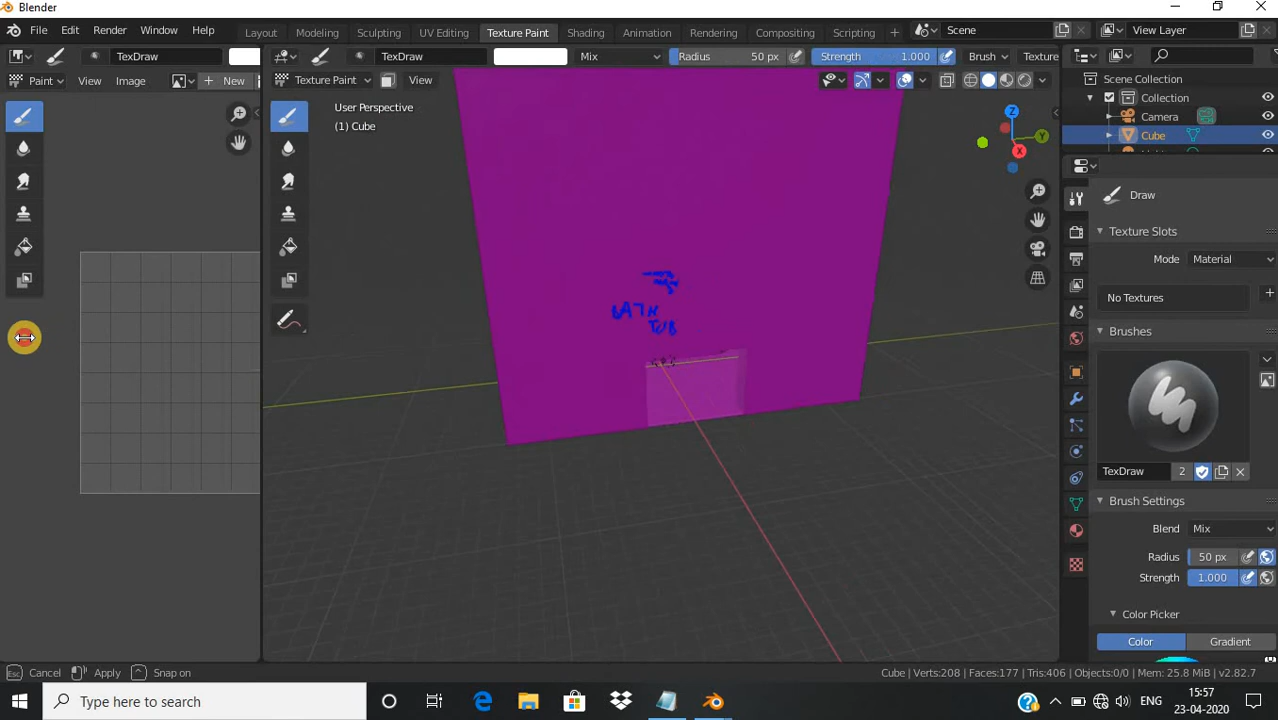 Blender
File Edit Render Window Help Layout Modeling Sculpting UV Editing Texture Paint Shading Animation Rendering Compositing Scripting + Scene View Layer
TexDraw TexDraw Mix Radius 50 px Strength 1.000 Brush Texture
Paint View Image + New Texture Paint View
User Perspective
(1) Cube
Z
Y
X
TUB
Scene Collection
Collection
Camera
Cube
Draw
Texture Slots
Mode Material
No Textures
Brushes
TexDraw 2
Brush Settings
Blend Mix
Radius 50 px
Strength 1.000
Color Picker
Color Gradient
Esc Cancel Apply Snap on Cube | Verts:208 | Faces:177 | Tris:406 | Objects:0/0 | Mem: 25.8 MiB | v2.82.7
Type here to search
ENG
15:57
23-04-2020